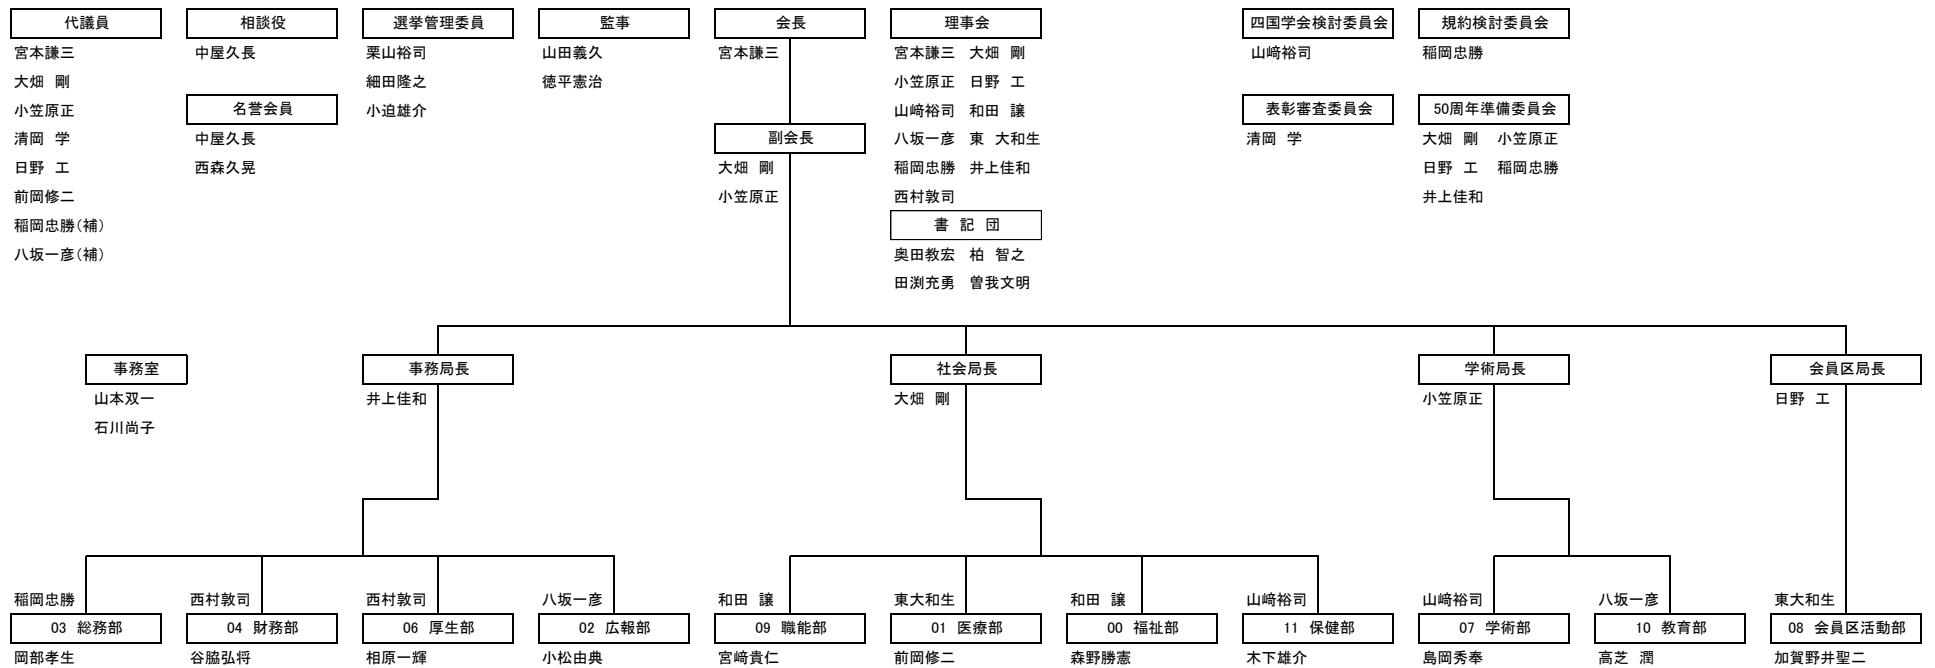 代議員
宮本謙三
大畑 剛
小笠原正
清岡 学
日野 工
前岡修二
稲岡忠勝(補)
八坂一彦(補)
相談役
中屋久長
名誉会員
中屋久長
西森久晃
選挙管理委員
栗山裕司
細田隆之
小迫雄介
監事
山田義久
徳平憲治
会長
宮本謙三
副会長
大畑 剛
小笠原正
理事会
宮本謙三 大畑 剛
小笠原正 日野 工
山﨑裕司 和田 譲
八坂一彦 東 大和生
稲岡忠勝 井上佳和
西村敦司
書 記 団
奥田教宏 柏 智之
田渕充勇 曽我文明
四国学会検討委員会
山﨑裕司
表彰審査委員会
清岡 学
規約検討委員会
稲岡忠勝
50周年準備委員会
大畑 剛 小笠原正
日野 工 稲岡忠勝
井上佳和
事務室
山本双一
石川尚子
事務局長
井上佳和
社会局長
大畑 剛
学術局長
小笠原正
会員区局長
日野 工
稲岡忠勝
03 総務部
岡部孝生
西村敦司
04 財務部
谷脇弘将
西村敦司
06 厚生部
相原一輝
八坂一彦
02 広報部
小松由典
和田 譲
09 職能部
宮﨑貴仁
東大和生
01 医療部
前岡修二
和田 譲
00 福祉部
森野勝憲
山﨑裕司
11 保健部
木下雄介
山﨑裕司
07 学術部
島岡秀奉
八坂一彦
10 教育部
高芝 潤
東大和生
08 会員区活動部
加賀野井聖二